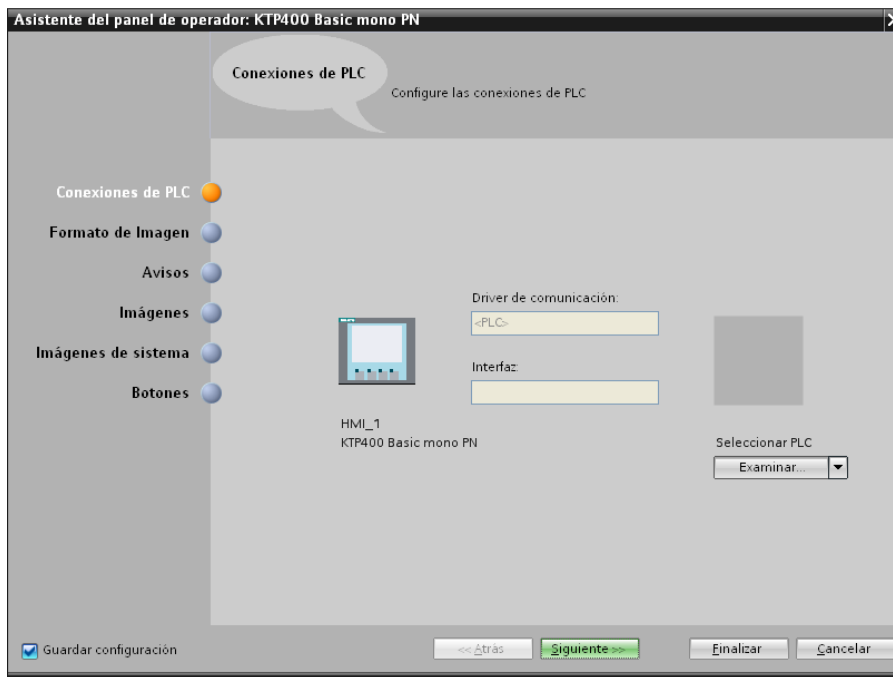 Asistente del panel de operador: KTP400 Basic mono PN
Conexiones de PLC
Configure las conexiones de PLC
Conexiones de PLC
Formato de Imagen
Avisos
Imágenes
Imágenes de sistema
Botones
Driver de comunicación:
<PLC>
Interfaz:
HMI_1
KTP400 Basic mono PN
Seleccionar PLC
Examinar...
Guardar configuración
<< Atrás
Siguiente >>
Finalizar
Cancelar